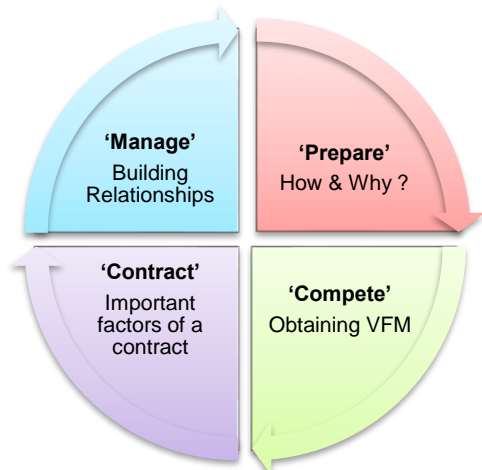 ‘Manage’
Building
Relationships
‘Prepare’
How & Why ?
‘Contract’
Important
factors of a
contract
‘Compete’
Obtaining VFM